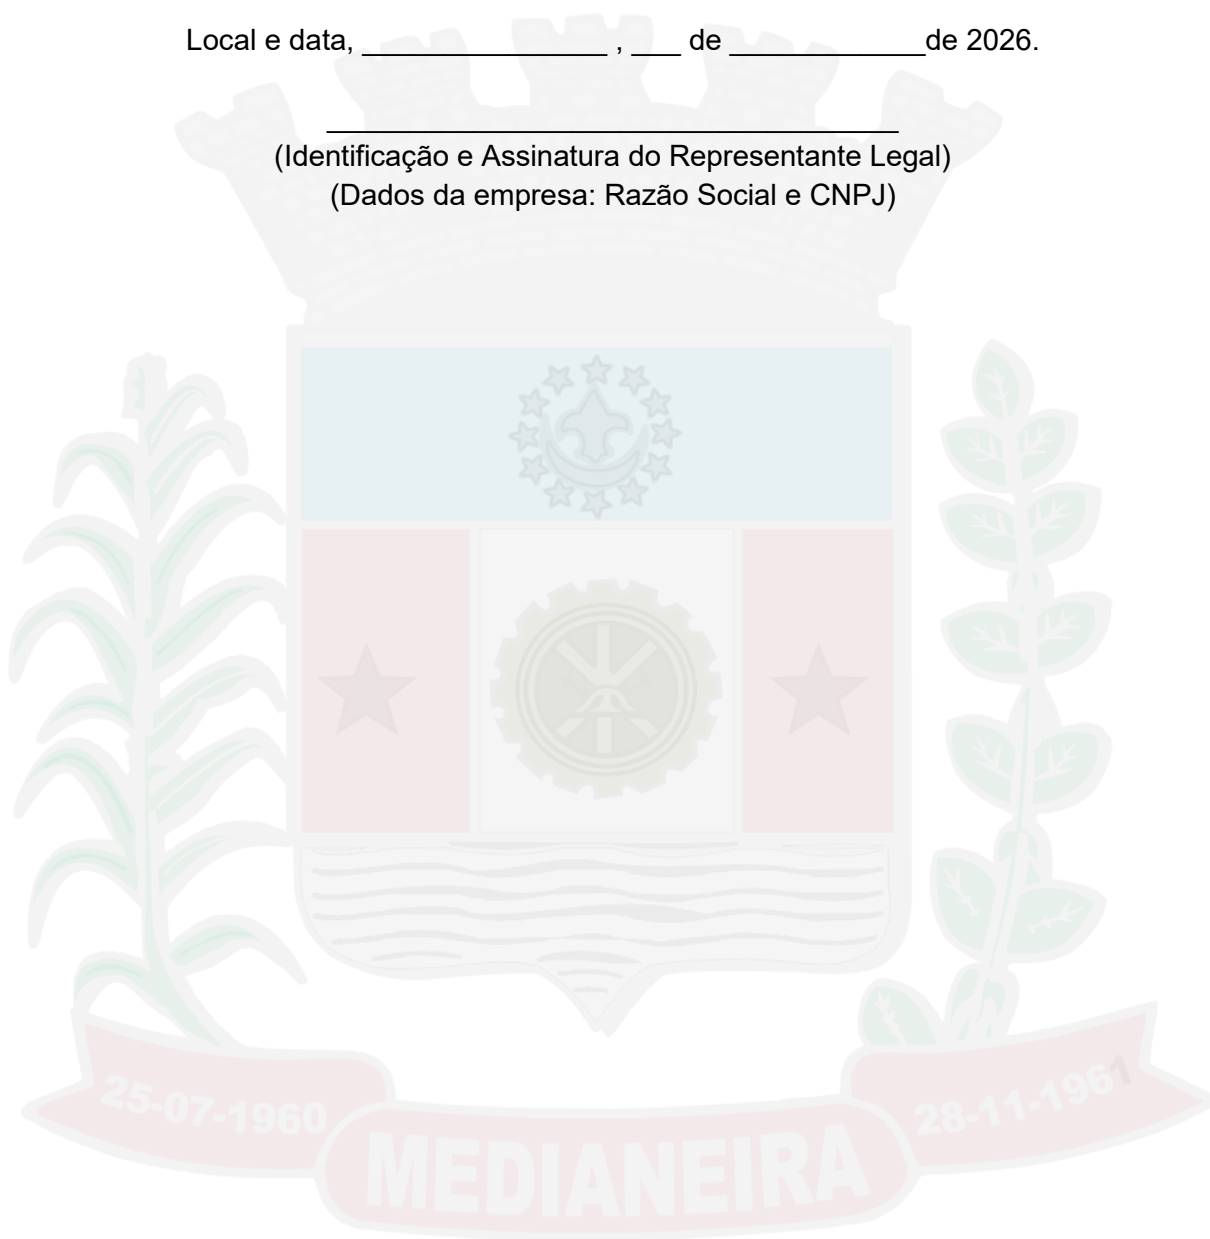 Local e data, _______________ , ___ de ____________de 2026.
___________________________________
(Identificação e Assinatura do Representante Legal)
(Dados da empresa: Razão Social e CNPJ)
25-07-1960
28-11-1961
MEDIANEIRA